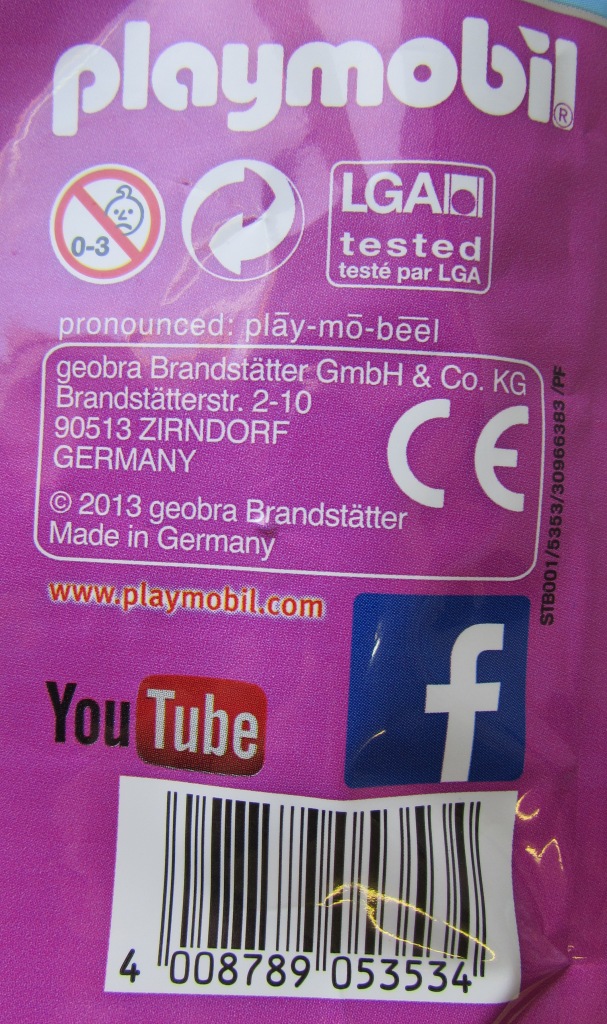 playmobil®
0-3
LGA
tested
testé par LGA
pronounced: plāy-mō-bēēl
geobra Brandstätter GmbH & Co. KG
Brandstätterstr. 2-10
90513 ZIRNDORF
GERMANY
CE
© 2013 geobra Brandstätter
Made in Germany
STB001/5353/30966383 /PF
www.playmobil.com
f
YouTube
4 008789 053534